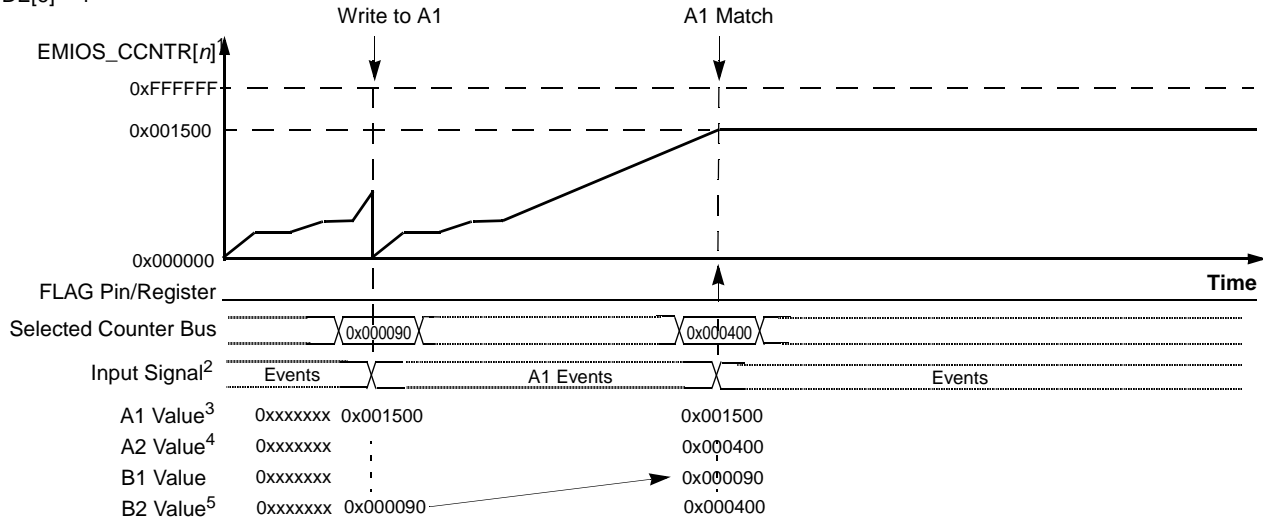 Write to A1 A1 Match
EMIOS_CCNTR[n]1
0xFFFFFF
0x001500
0x000000
Time
FLAG Pin/Register
Selected Counter Bus 0x000090 0x000400
Input Signal2 Events A1 Events Events
A1 Value3 0xxxxxxx 0x001500 0x001500
A2 Value4 0xxxxxxx 0x000400
B1 Value 0xxxxxxx 0x000090
B2 Value5 0xxxxxxx 0x000090 0x000400